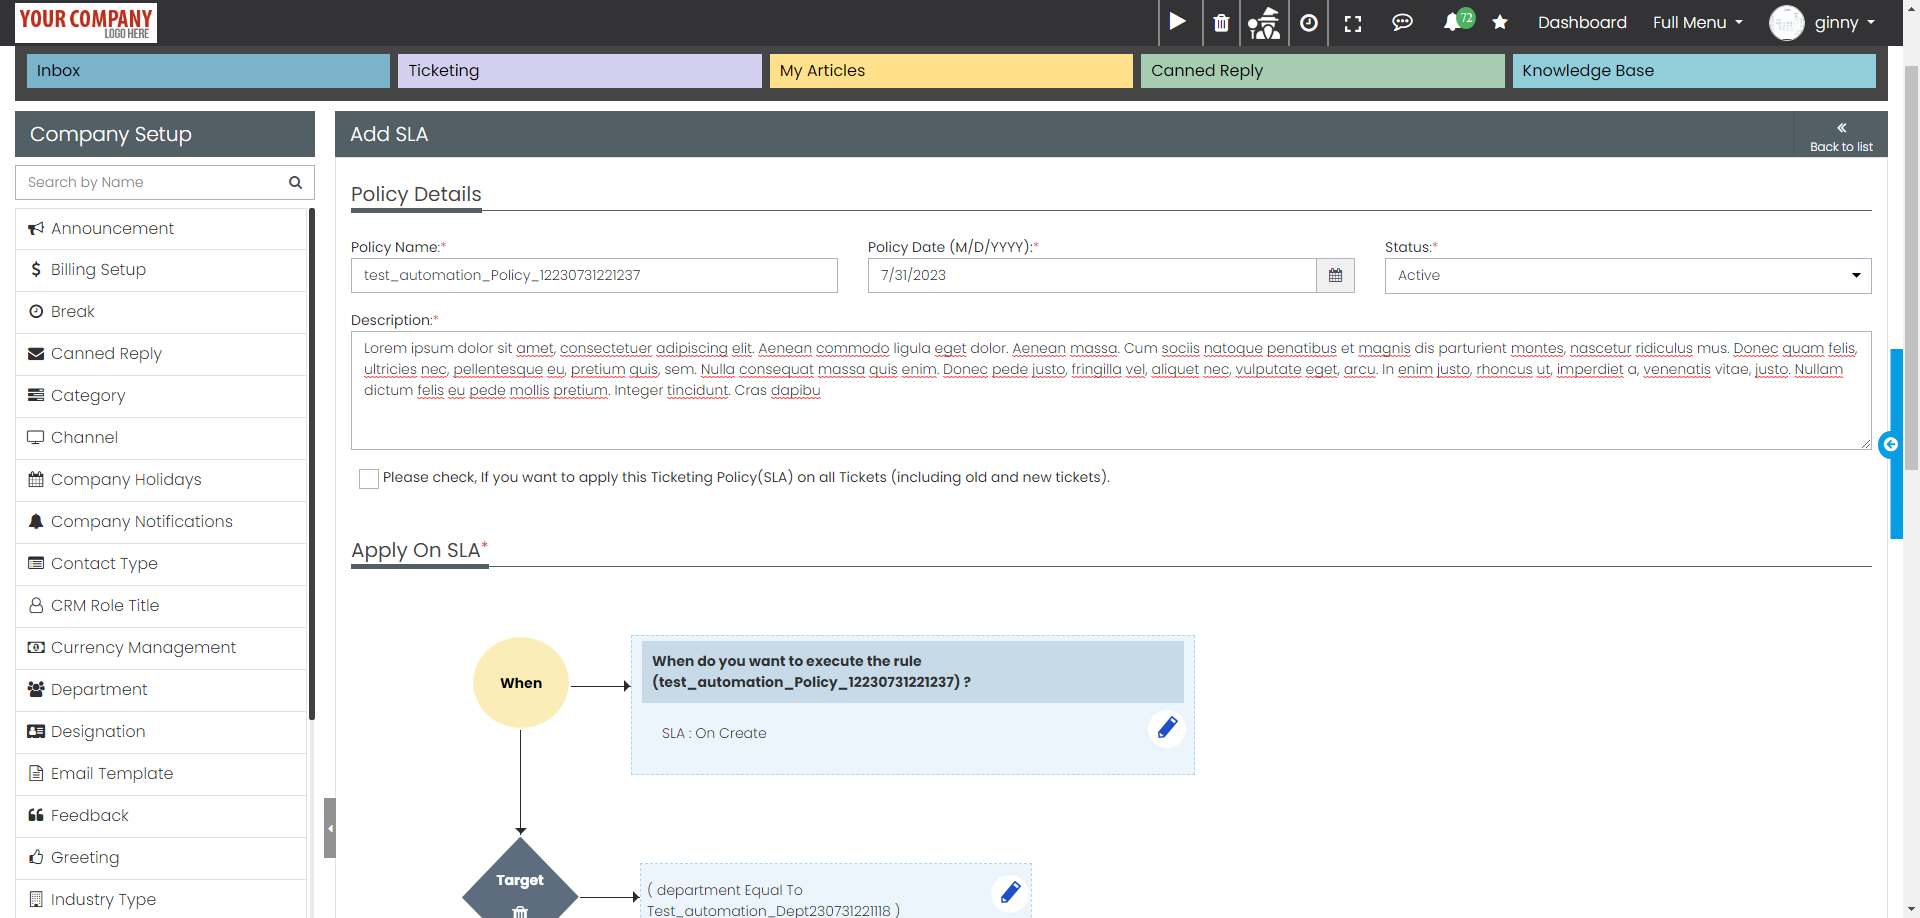 YOUR COMPANY
LOGO HERE
72
Dashboard
Full Menu
ginny
Inbox
Ticketing
My Articles
Canned Reply
Knowledge Base
Company Setup
Search by Name
Announcement
Billing Setup
Break
Canned Reply
Category
Channel
Company Holidays
Company Notifications
Contact Type
CRM Role Title
Currency Management
Department
Designation
Email Template
Feedback
Greeting
Industry Type
Add SLA
Back to list
Policy Details
Policy Name:*
test_automation_Policy_12230731221237
Policy Date (M/D/YYYY):*
7/31/2023
Status:*
Active
Description:*
Lorem ipsum dolor sit amet, consectetuer adipiscing elit. Aenean commodo ligula eget dolor. Aenean massa. Cum sociis natoque penatibus et magnis dis parturient montes, nascetur ridiculus mus. Donec quam felis,
ultricies nec, pellentesque eu, pretium quis, sem. Nulla consequat massa quis enim. Donec pede justo, fringilla vel, aliquet nec, vulputate eget, arcu. In enim justo, rhoncus ut, imperdiet a, venenatis vitae, justo. Nullam
dictum felis eu pede mollis pretium. Integer tincidunt. Cras dapibu
Please check, If you want to apply this Ticketing Policy(SLA) on all Tickets (including old and new tickets).
Apply On SLA*
When
When do you want to execute the rule
(test_automation_Policy_12230731221237) ?
SLA : On Create
Target
( department Equal To
Test_automation_Dept230731221118 )